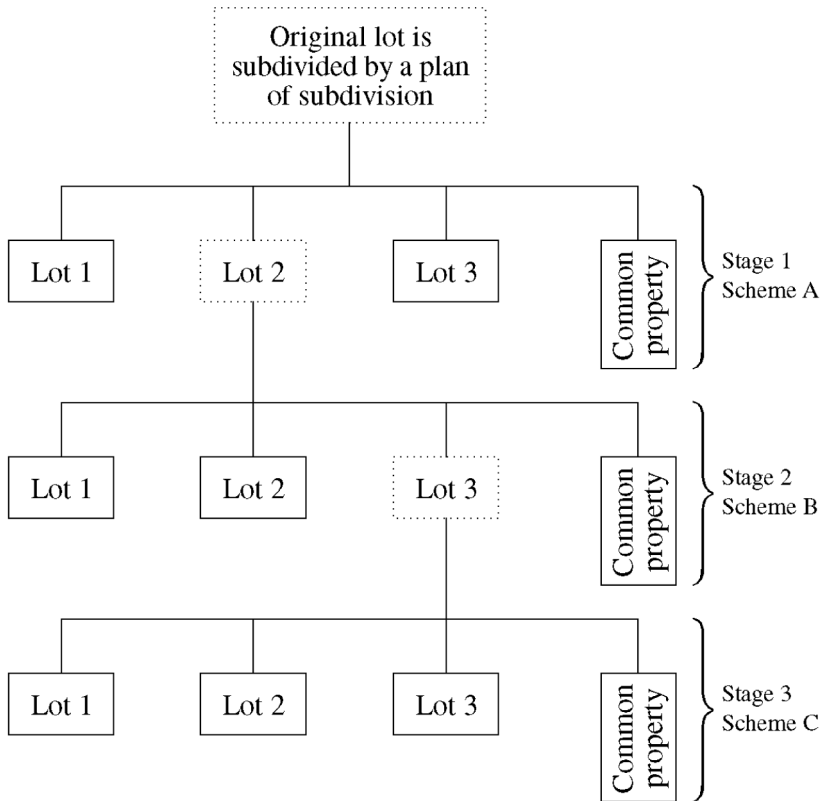 Original lot is
subdivided by a plan
of subdivision
Lot 1
Lot 2
Lot 3
Common
property
Stage 1
Scheme A
Lot 1
Lot 2
Lot 3
Common
property
Stage 2
Scheme B
Lot 1
Lot 2
Lot 3
Common
property
Stage 3
Scheme C